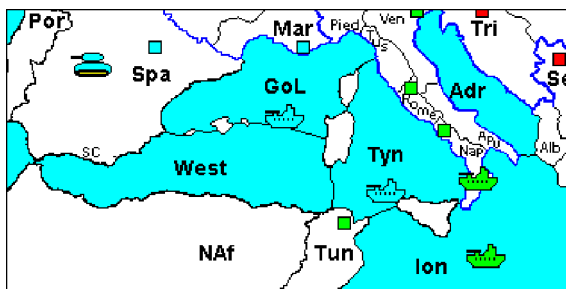 Por
Spa
SC
Mar
GoL
Pied
Tus
Ven
Rome
Tri
Se
Adr
Apu
Nap
Alb
West
Tyn
NAf
Tun
Ion